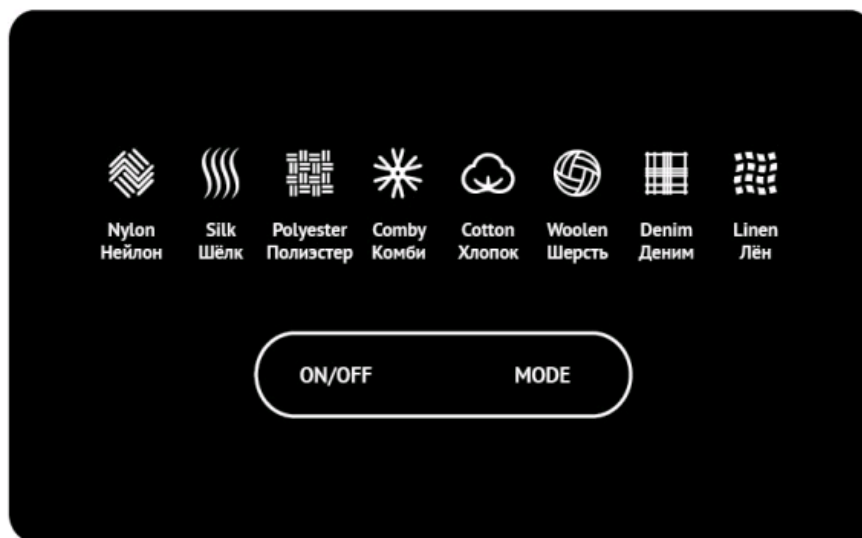 Nylon Silk Polyester Comby Cotton Woolen Denim Linen
Нейлон Шёлк Полиэстер Комби Хлопок Шерсть Деним Лён
ON/OFF MODE